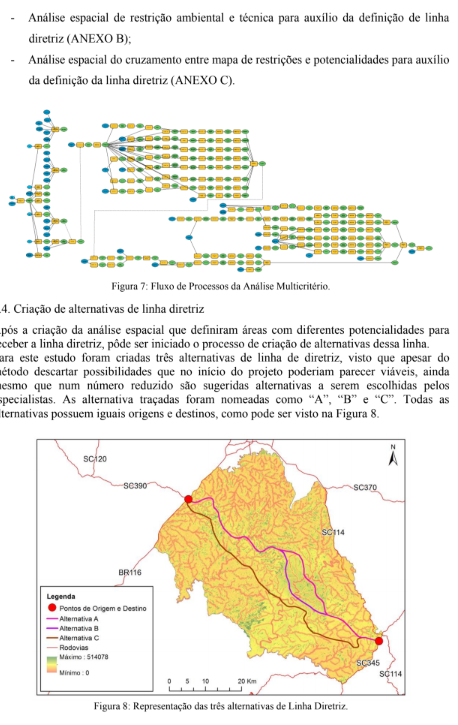 - Análise espacial de restrição ambiental e técnica para auxílio da definição de linha
diretriz (ANEXO B);
- Análise espacial do cruzamento entre mapa de restrições e potencialidades para auxílio
da definição da linha diretriz (ANEXO C).
Figura 7: Fluxo de Processos da Análise Multicritério.
.4. Criação de alternativas de linha diretriz
pós a criação da análise espacial que definiram áreas com diferentes potencialidades para
eceber a linha diretriz, pôde ser iniciado o processo de criação de alternativas dessa linha.
ara este estudo foram criadas três alternativas de linha de diretriz, visto que apesar do
nétodo descartar possibilidades que no início do projeto poderiam parecer viáveis, ainda
nesmo que num número reduzido são sugeridas alternativas a serem escolhidas pelos
specialistas. As alternativa traçadas foram nomeadas como “A”, “B” e “C”. Todas as
lternativas possuem iguais origens e destinos, como pode ser visto na Figura 8.
N
SC120
SC390
SC370
SC114
BR116
Legenda
Pontos de Origem e Destino
Alternativa A
Alternativa B
Alternativa C
Rodovias
Máximo : 514078
Mínimo : 0
0 5 10 20 Km
SC345
SC114
Figura 8: Representação das três alternativas de Linha Diretriz.